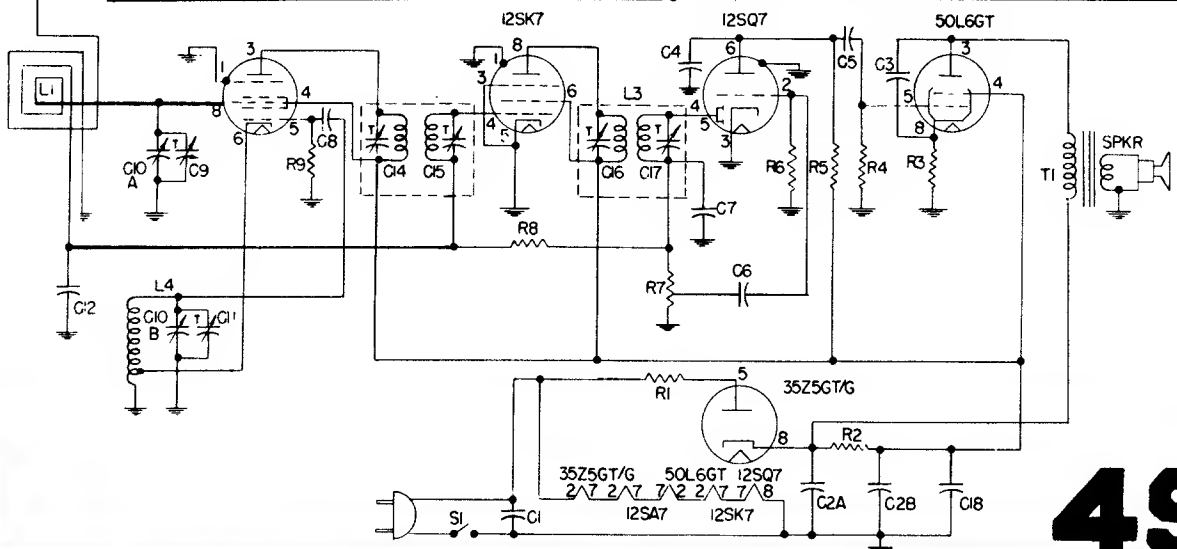 12SK7 12SQ7 50L6GT
3 8 C4 6 C5 C3 3
1 1 L3
L1 3 6 2 5 4
8 4 4 5
6 5 C8 T T 4 5 T T 3 8
C10 A T C9 R9 C14 C15 C16 C17 R6 R5 R4 R3 T1 SPKR
C7
R8
L4 R7 C6
C12 C10 B T C11
5 35Z5GT/G
R1
8 R2
35Z5GT/G 50L6GT 12SQ7
2 7 2 7 7 2 2 7 7 8
12SA7 12SK7
S1 C1 C2A C2B C18
49